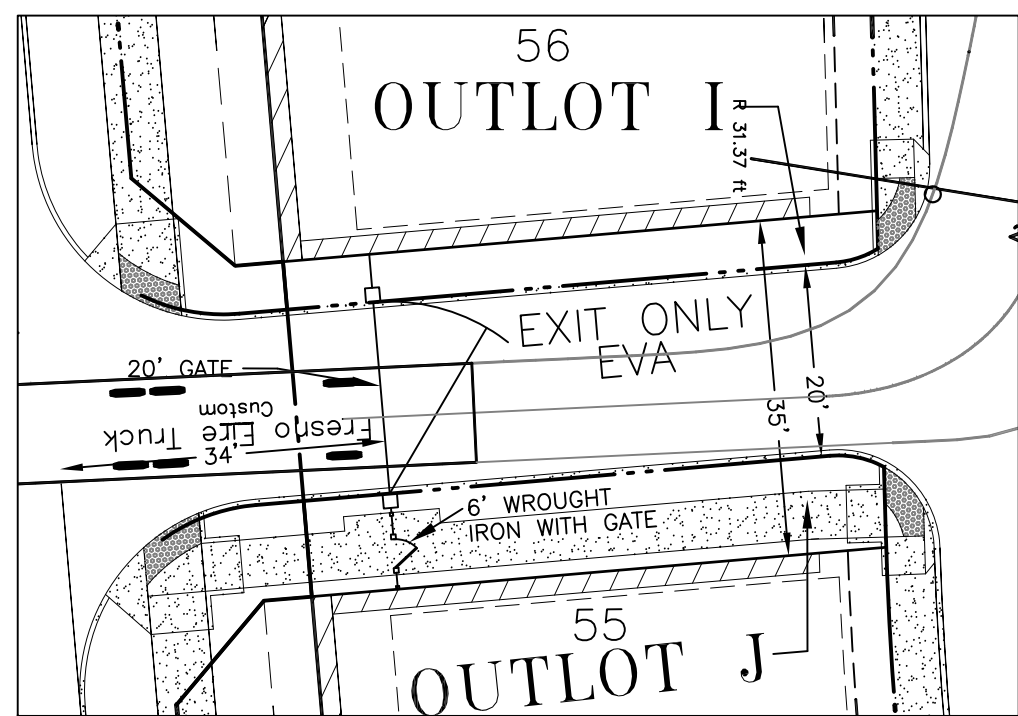 56
OUTLOT I
R 31.37 ft
EXIT ONLY
EVA
20' GATE
Custom
Fresno Fire Truck
34'
35'
20'
6' WROUGHT
IRON WITH GATE
55
OUTLOT J